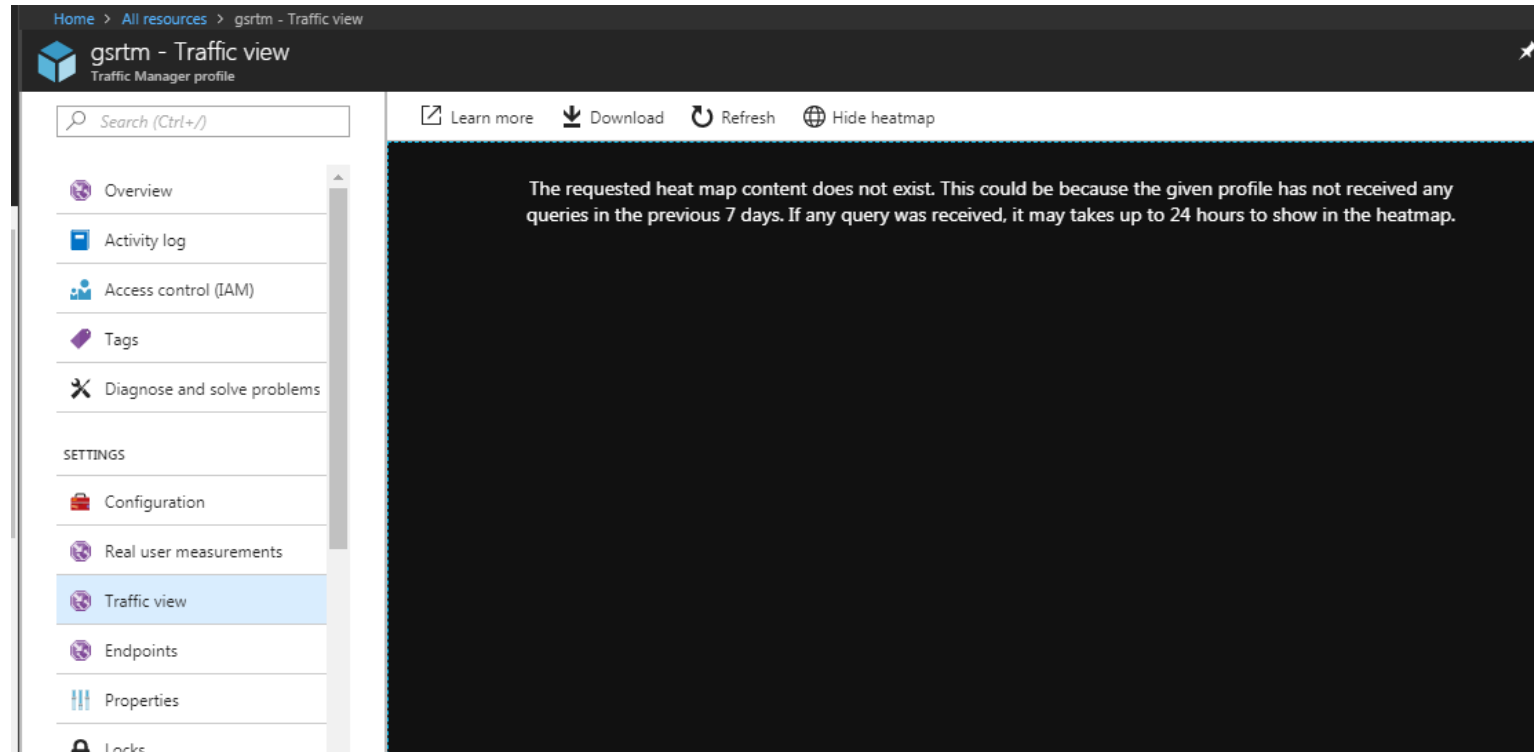 Home > All resources > gsrtm - Traffic view
gsrtm - Traffic view
Traffic Manager profile
Search (Ctrl+/)
Learn more Download Refresh Hide heatmap
Overview
Activity log
Access control (IAM)
Tags
Diagnose and solve problems
SETTINGS
Configuration
Real user measurements
Traffic view
Endpoints
Properties
Locks
The requested heat map content does not exist. This could be because the given profile has not received any
queries in the previous 7 days. If any query was received, it may takes up to 24 hours to show in the heatmap.